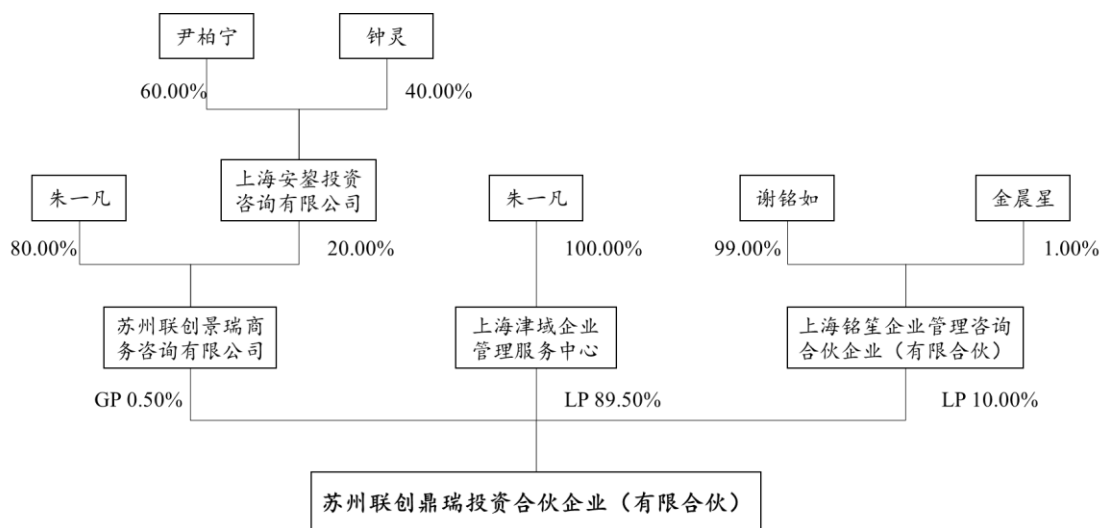 尹柏宁
钟灵
60.00%
40.00%
朱一凡
上海安鋆投资
咨询有限公司
朱一凡
谢铭如
金晨星
80.00%
20.00%
100.00%
99.00%
1.00%
苏州联创景瑞商
务咨询有限公司
上海津域企业
管理服务中心
上海铭笙企业管理咨询
合伙企业（有限合伙）
GP 0.50%
LP 89.50%
LP 10.00%
苏州联创鼎瑞投资合伙企业（有限合伙）